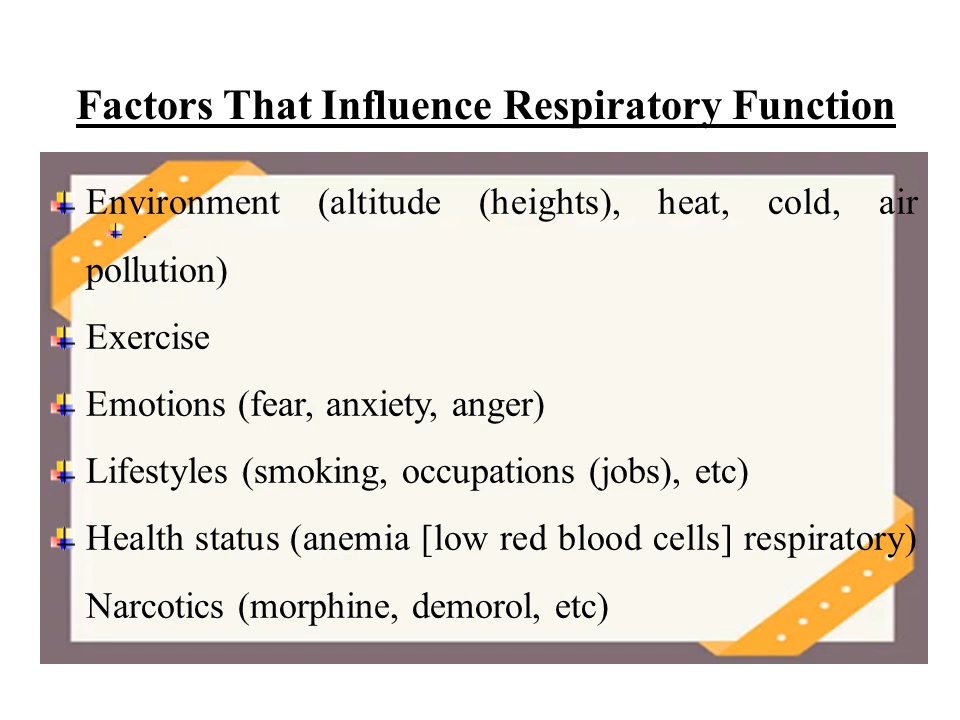 Factors That Influence Respiratory Function
Environment (altitude (heights), heat, cold, air
.
pollution)
Exercise
Emotions (fear, anxiety, anger)
Lifestyles (smoking, occupations (jobs), etc)
Health status (anemia [low red blood cells] respiratory)
Narcotics (morphine, demorol, etc)